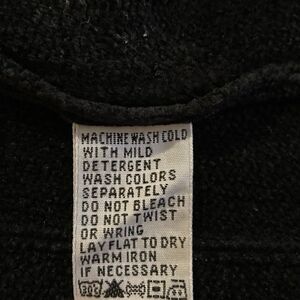 MACHINE WASH COLD
WITH MILD
DETERGENT
WASH COLORS
SEPARATELY
DO NOT BLEACH
DO NOT TWIST
OR WRING
LAY FLAT TO DRY
WARM IRON
IF NECESSARY